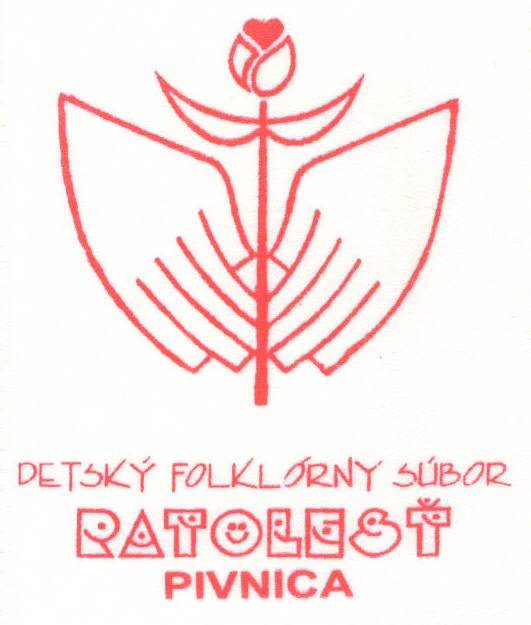 DETSKÝ FOLKLÓRNY SÚBOR
RATOLESŤ
PIVNICA